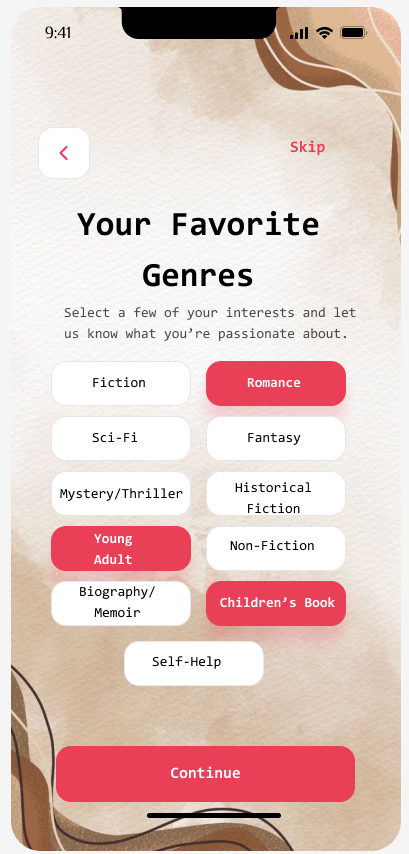 9:41
Skip
Your Favorite
Genres
Select a few of your interests and let
us know what you’re passionate about.
Fiction
Romance
Sci-Fi
Fantasy
Mystery/Thriller
Historical
Fiction
Young
Adult
Non-Fiction
Biography/
Memoir
Children’s Book
Self-Help
Continue